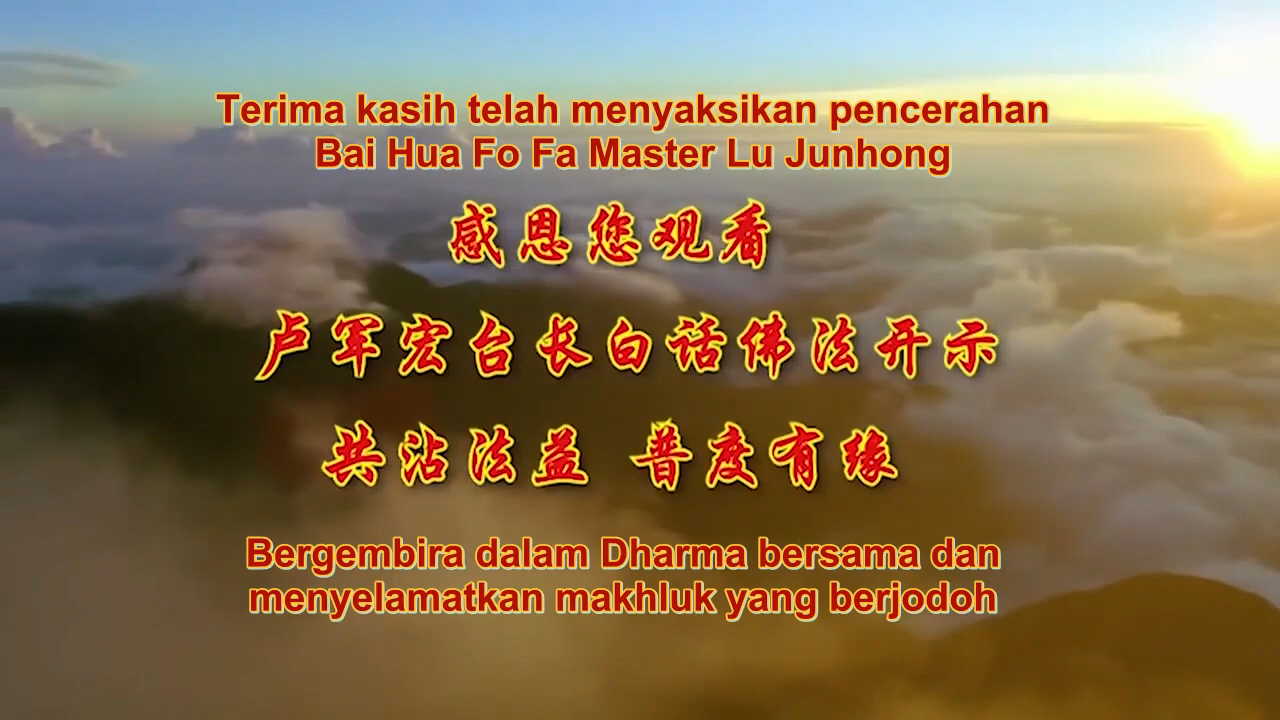 Terima kasih telah menyaksikan pencerahan
Bai Hua Fo Fa Master Lu Junhong
感恩您观看
卢军宏台长白话佛法开示
共沾法益 普度有缘
Bergembira dalam Dharma bersama dan
menyelamatkan makhluk yang berjodoh